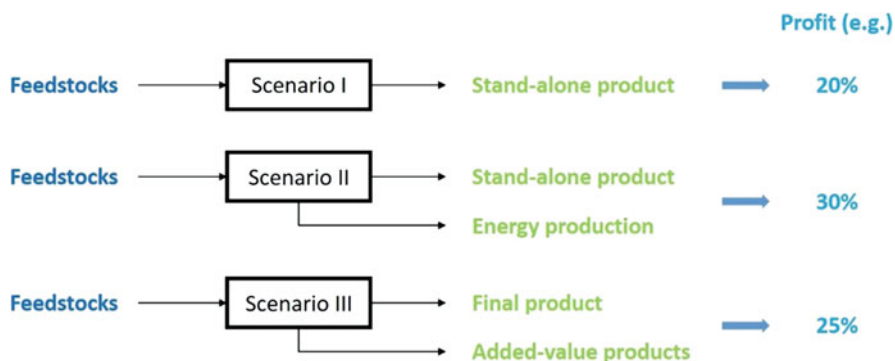 Profit (e.g.)
Feedstocks Scenario I Stand-alone product 20%
Feedstocks Scenario II Stand-alone product
Energy production
30%
Feedstocks Scenario III Final product
Added-value products
25%